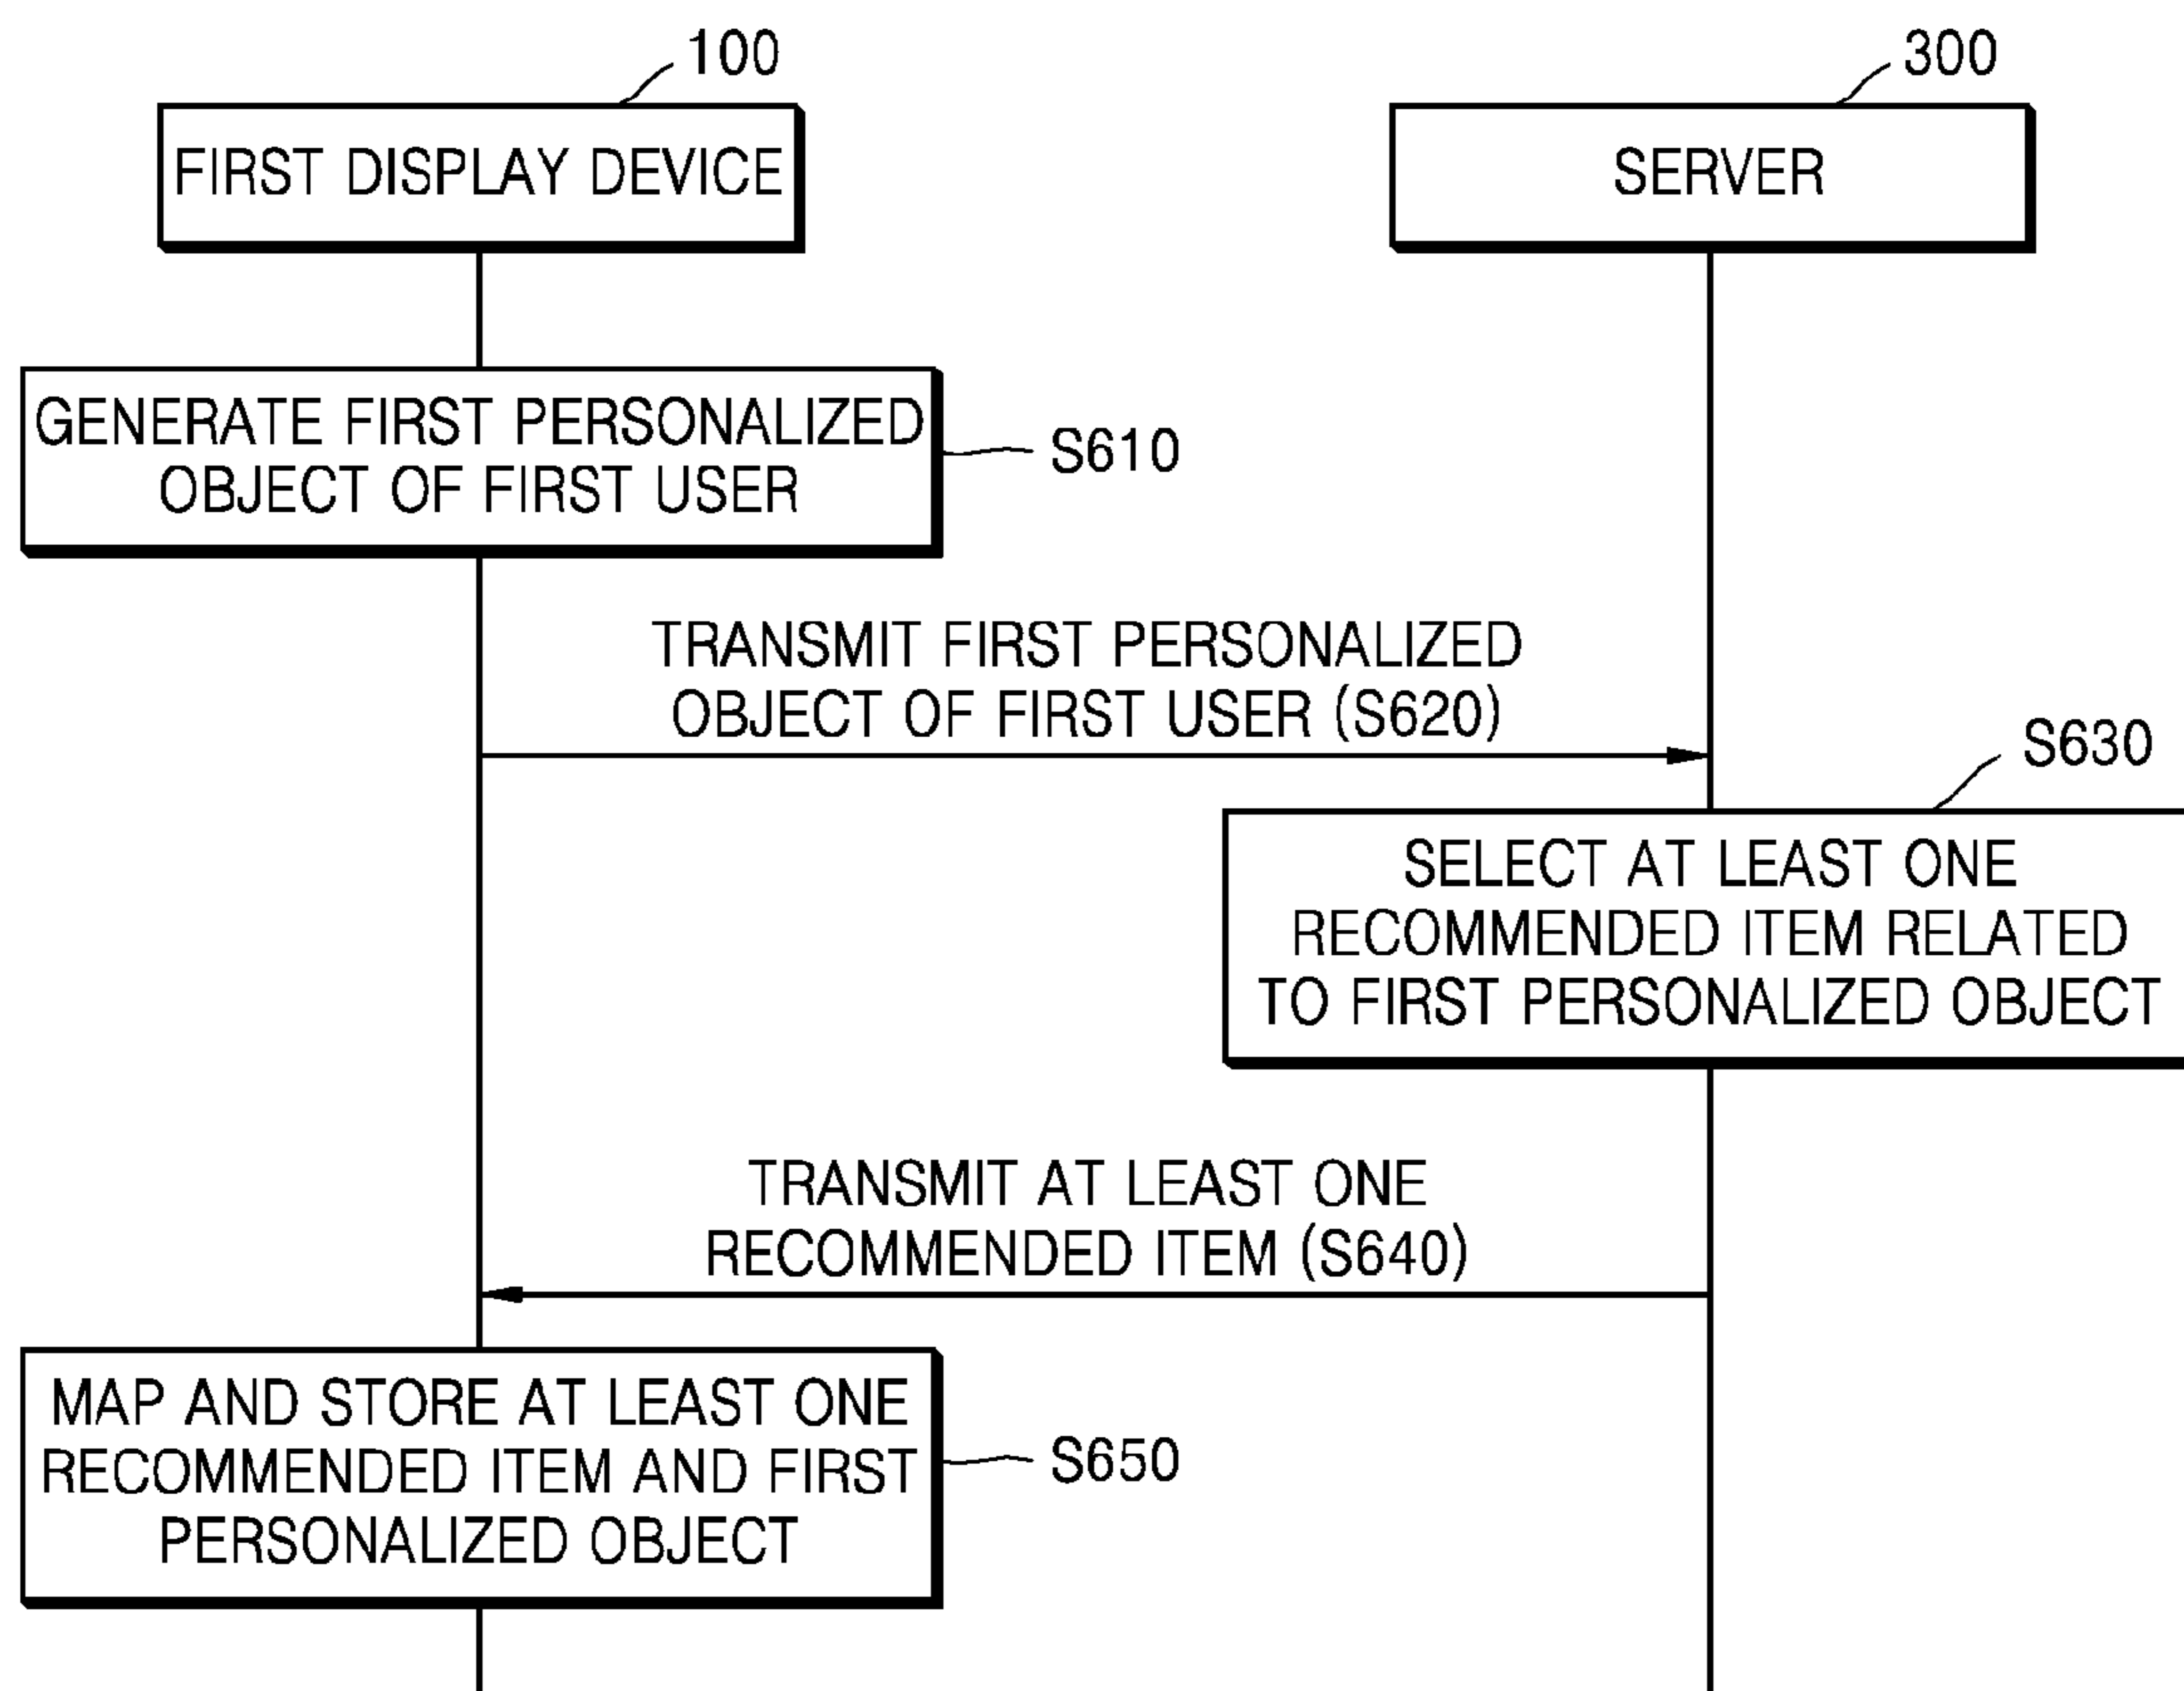 100
300
FIRST DISPLAY DEVICE
SERVER
GENERATE FIRST PERSONALIZED
OBJECT OF FIRST USER
S610
TRANSMIT FIRST PERSONALIZED
OBJECT OF FIRST USER (S620)
S630
SELECT AT LEAST ONE
RECOMMENDED ITEM RELATED
TO FIRST PERSONALIZED OBJECT
TRANSMIT AT LEAST ONE
RECOMMENDED ITEM (S640)
MAP AND STORE AT LEAST ONE
RECOMMENDED ITEM AND FIRST
PERSONALIZED OBJECT
S650